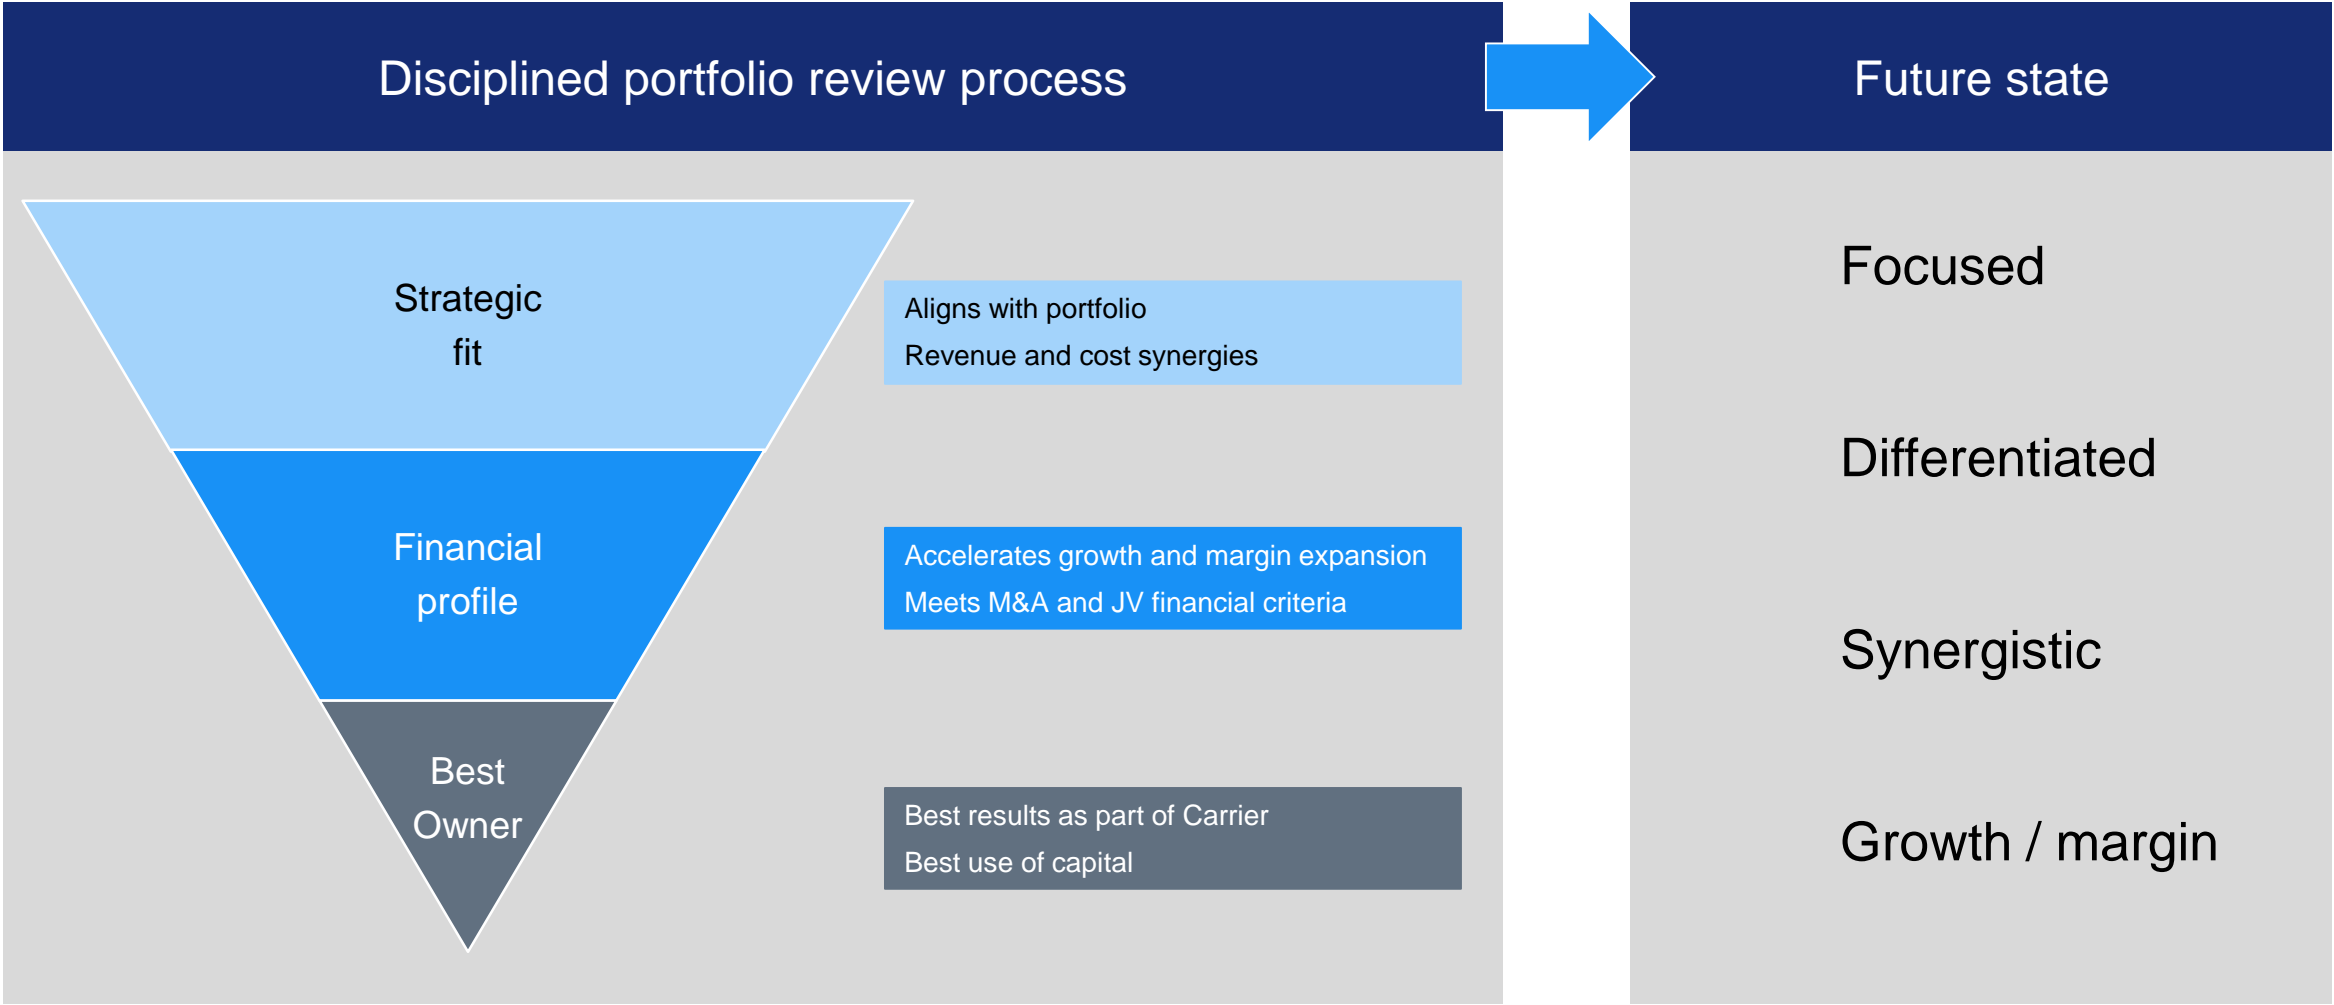 Disciplined portfolio review process
Future state
Strategic
fit
Aligns with portfolio
Revenue and cost synergies
Financial
profile
Accelerates growth and margin expansion
Meets M&A and JV financial criteria
Best
Owner
Best results as part of Carrier
Best use of capital
Focused
Differentiated
Synergistic
Growth / margin